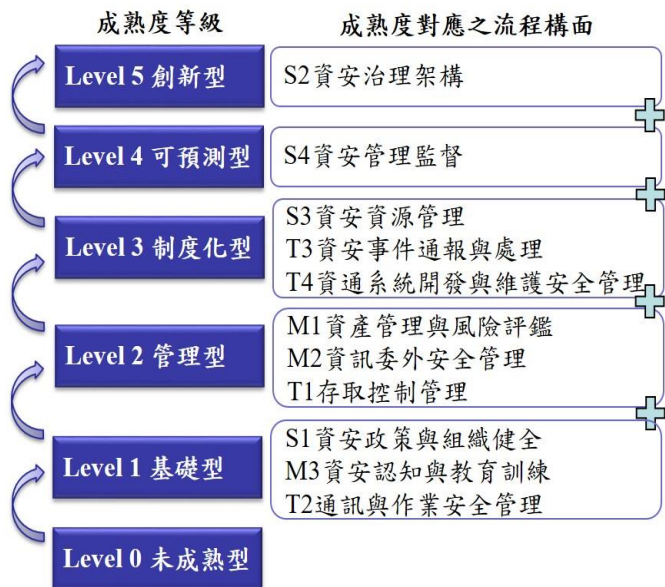 成熟度等級
成熟度對應之流程構面
Level 5 創新型
S2資安治理架構
Level 4 可預測型
S4資安管理監督
Level 3 制度化型
S3資安資源管理
T3資安事件通報與處理
T4資通系統開發與維護安全管理
Level 2 管理型
M1資產管理與風險評鑑
M2資訊委外安全管理
T1存取控制管理
Level 1 基礎型
S1資安政策與組織健全
M3資安認知與教育訓練
T2通訊與作業安全管理
Level 0 未成熟型